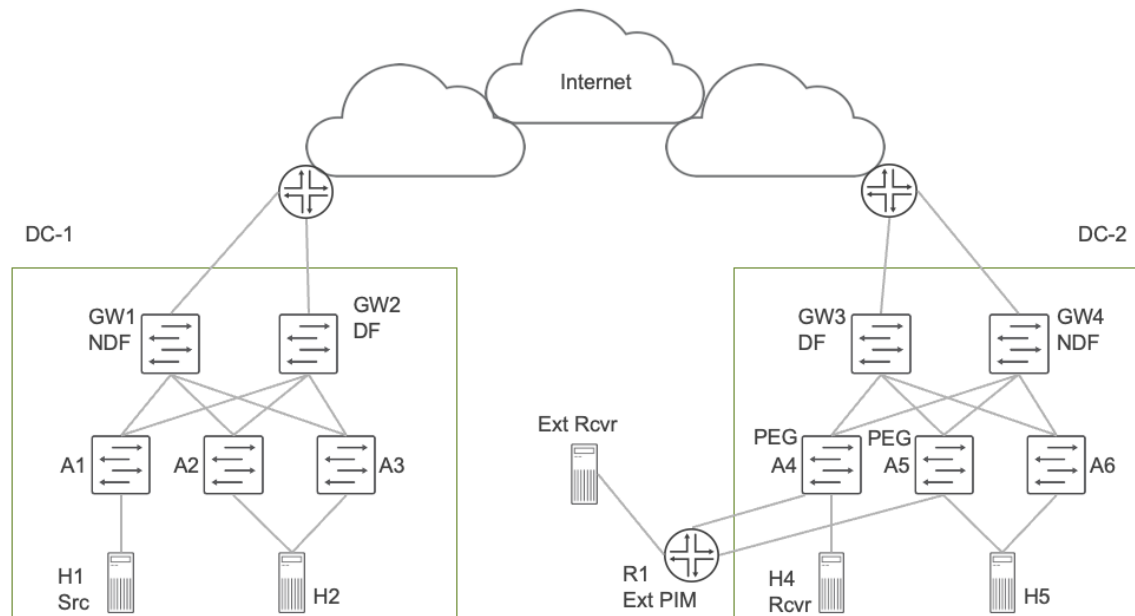 Internet
DC-1
DC-2
GW1
NDF
GW2
DF
GW3
DF
GW4
NDF
A1
A2
A3
Ext Rcvr
PEG
A4
PEG
A5
A6
H1
Src
H2
R1
Ext PIM
H4
Rcvr
H5